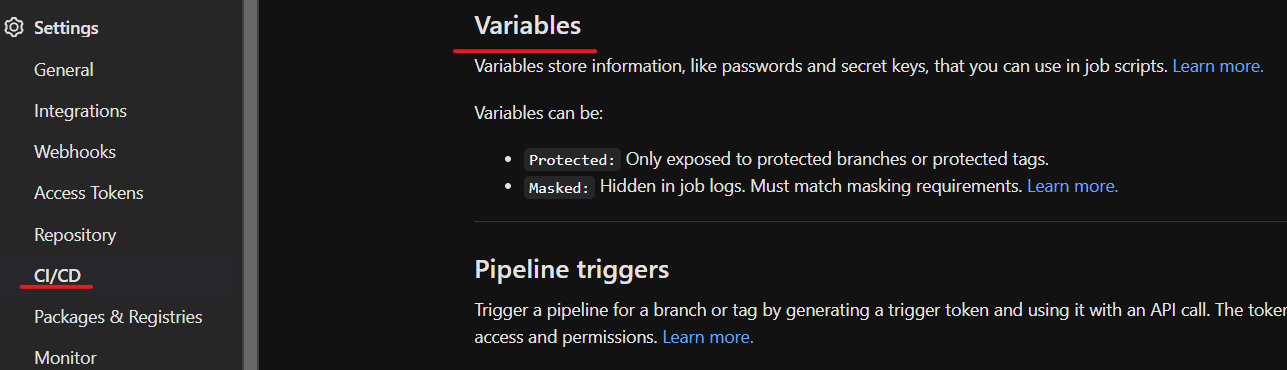 Settings
General
Integrations
Webhooks
Access Tokens
Repository
CI/CD
Packages & Registries
Monitor
Variables
Variables store information, like passwords and secret keys, that you can use in job scripts. Learn more.
Variables can be:
• Protected: Only exposed to protected branches or protected tags.
• Masked: Hidden in job logs. Must match masking requirements. Learn more.
Pipeline triggers
Trigger a pipeline for a branch or tag by generating a trigger token and using it with an API call. The token
access and permissions. Learn more.